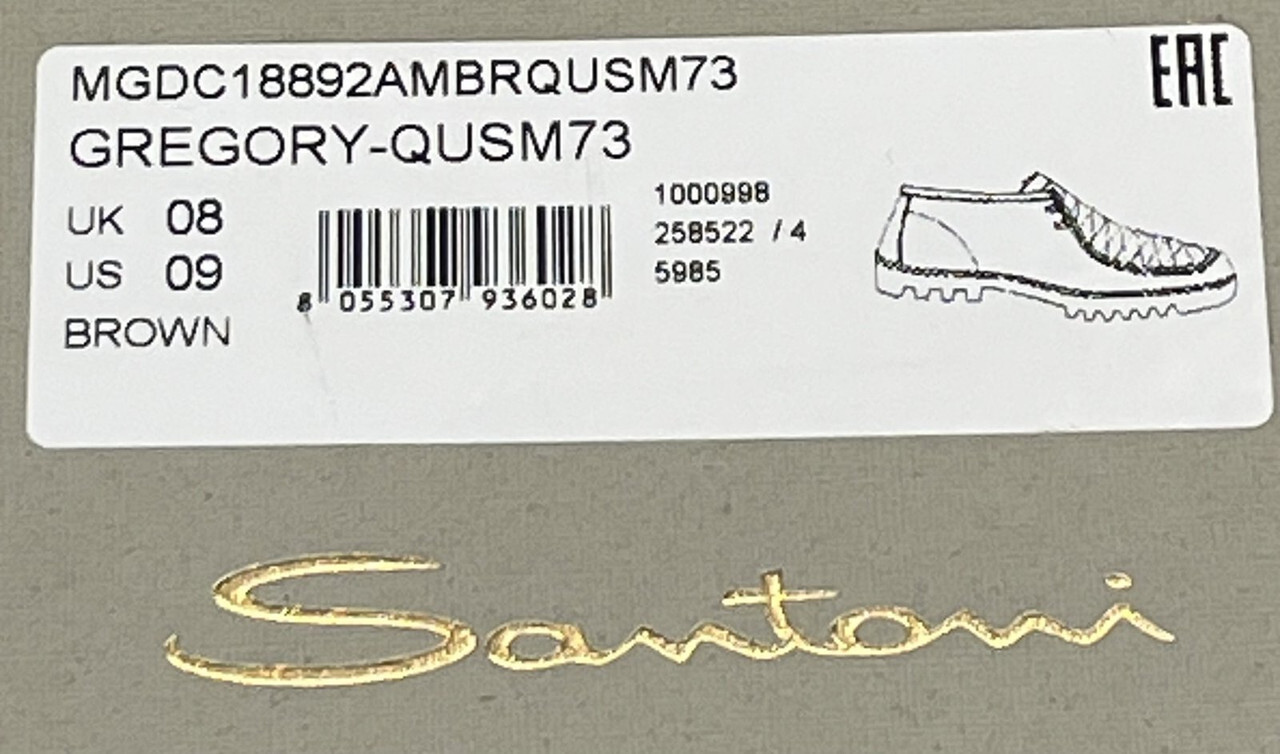 MGDC18892AMBRQUSM73
EAC
GREGORY-QUSM73
UK 08
US 09
BROWN
8 055307 936028
1000998
258522 / 4
5985
Santoni